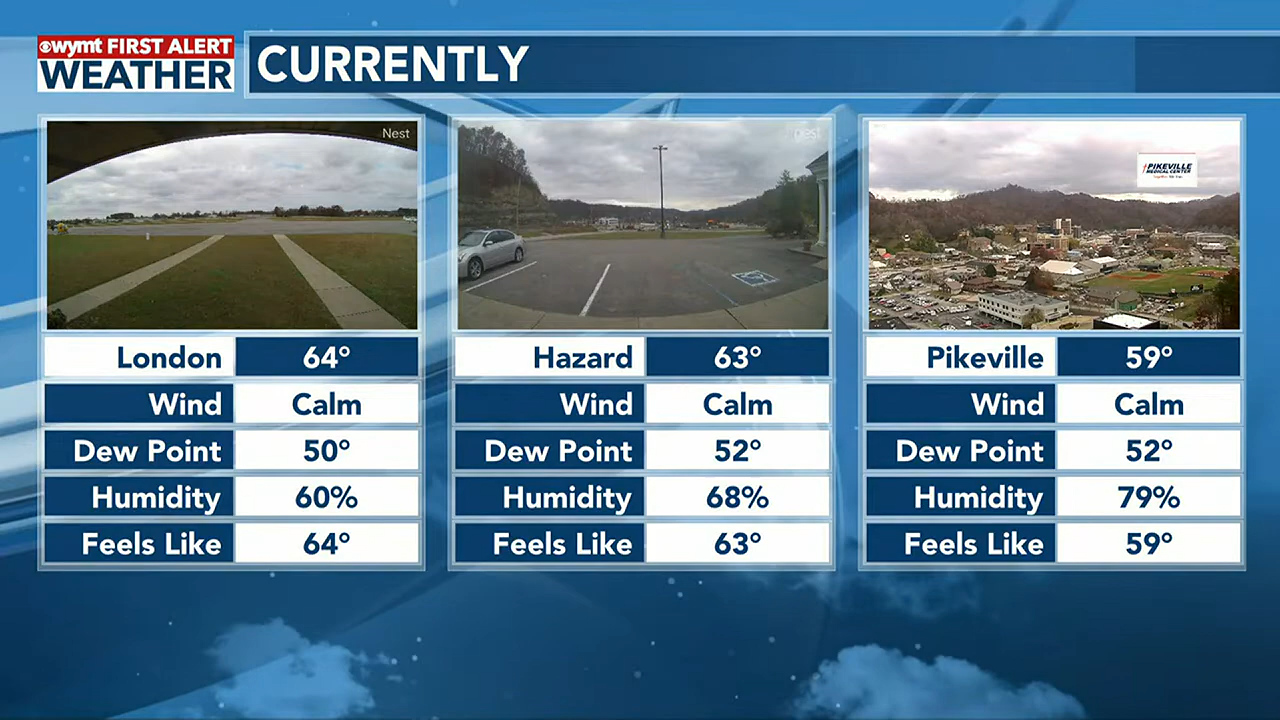 wymt FIRST ALERT
WEATHER
CURRENTLY
Nest
nest
PIKEVILLE
MEDICAL CENTER
London 64°
Wind Calm
Dew Point 50°
Humidity 60%
Feels Like 64°
Hazard 63°
Wind Calm
Dew Point 52°
Humidity 68%
Feels Like 63°
Pikeville 59°
Wind Calm
Dew Point 52°
Humidity 79%
Feels Like 59°